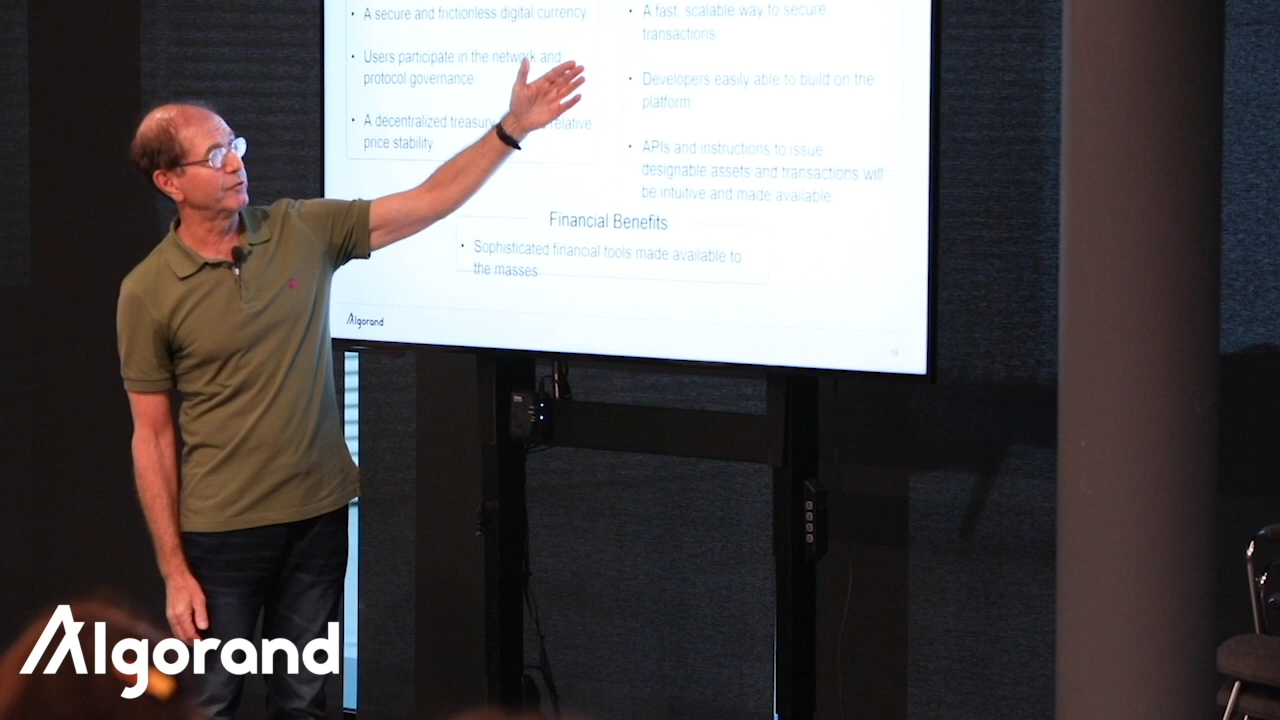 • A secure and frictionless digital currency
• Users participate in the network and
protocol governance
• A decentralized treasury relative
price stability
• A fast, scalable way to secure
transactions
• Developers easily able to build on the
platform
• APIs and instructions to issue
designable assets and transactions will
be intuitive and made available
Financial Benefits
• Sophisticated financial tools made available to
the masses
Algorand
19
Algorand